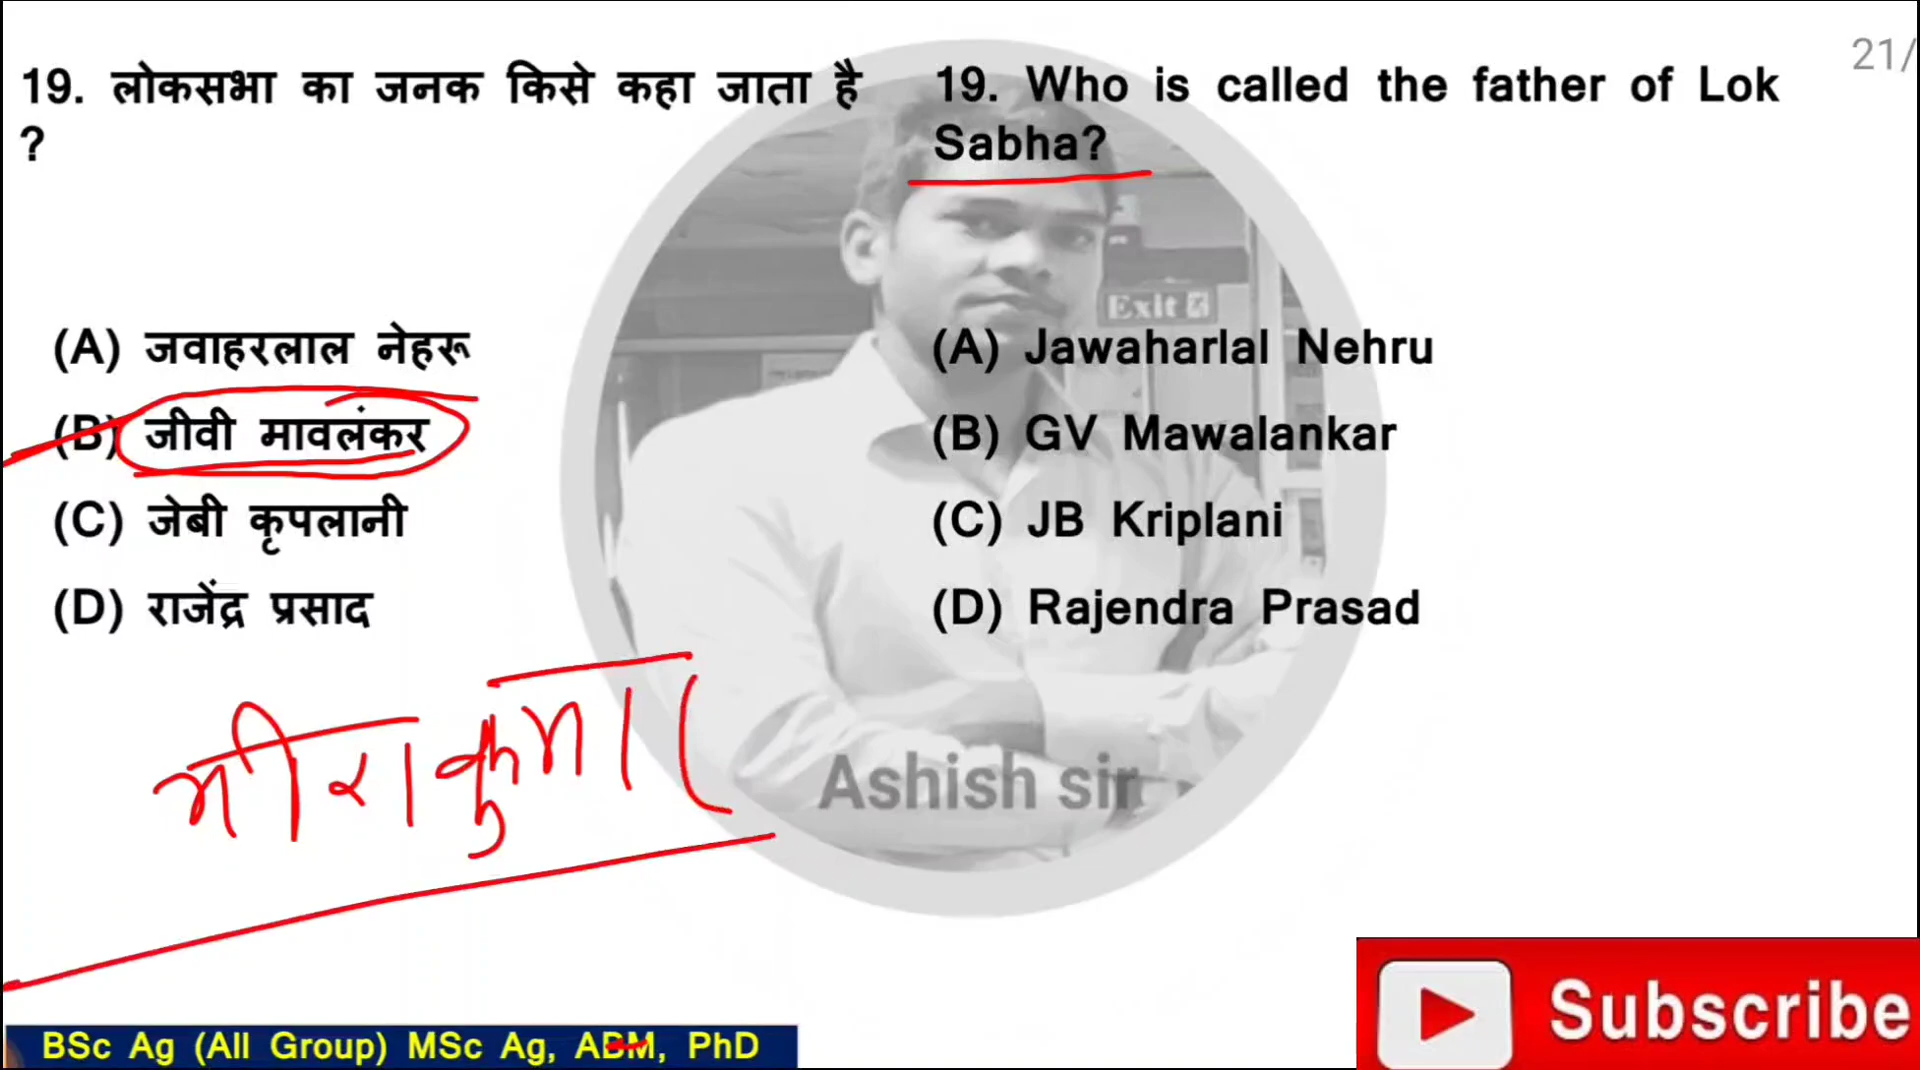 21/
19. लोकसभा का जनक किसे कहा जाता है
?
(A) जवाहरलाल नेहरू
(B) जीवी मावलंकर
(C) जेबी कृपलानी
(D) राजेंद्र प्रसाद
मीरा कुमार
19. Who is called the father of Lok
Sabha?
Exit
(A) Jawaharlal Nehru
(B) GV Mawalankar
(C) JB Kriplani
(D) Rajendra Prasad
Ashish sir
BSc Ag (All Group) MSc Ag, ABM, PhD
Subscribe